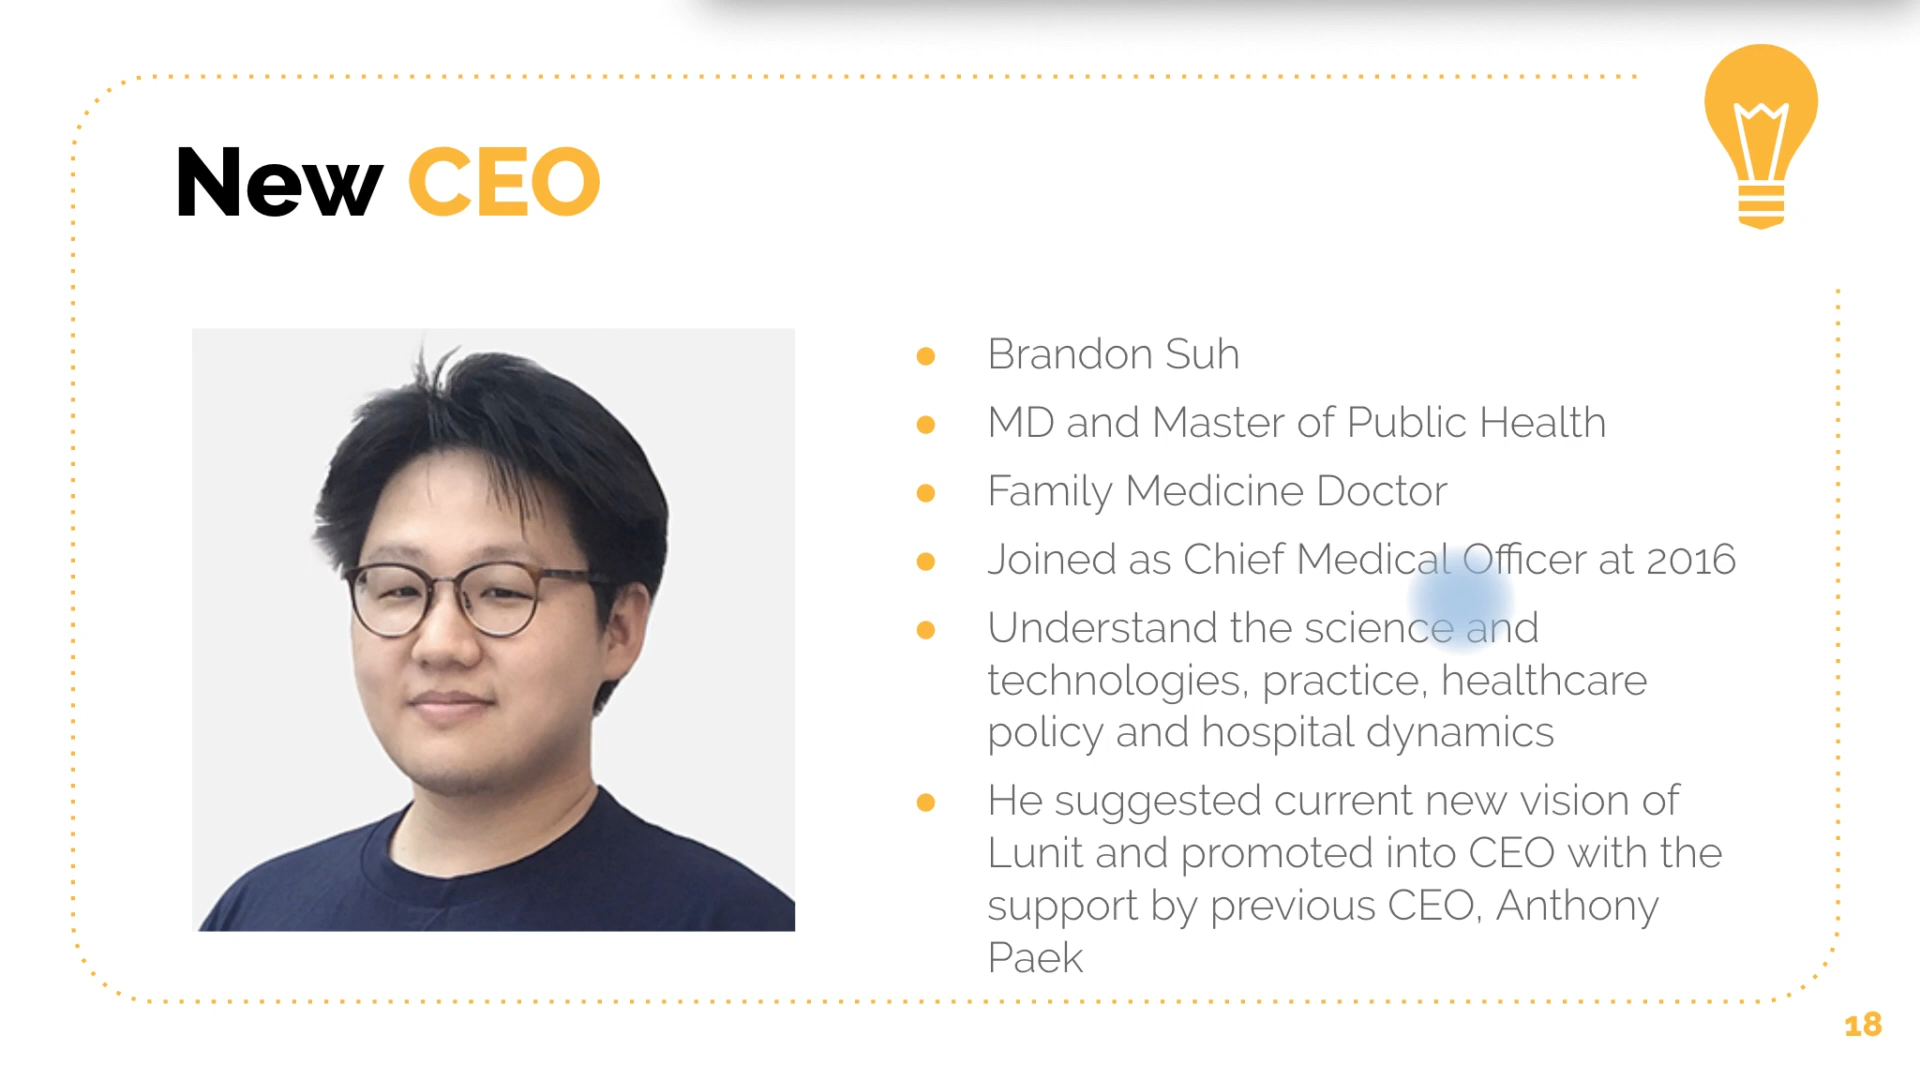 New CEO
Brandon Suh
MD and Master of Public Health
Family Medicine Doctor
Joined as Chief Medical Officer at 2016
Understand the science and
technologies, practice, healthcare
policy and hospital dynamics
He suggested current new vision of
Lunit and promoted into CEO with the
support by previous CEO, Anthony
Paek
18